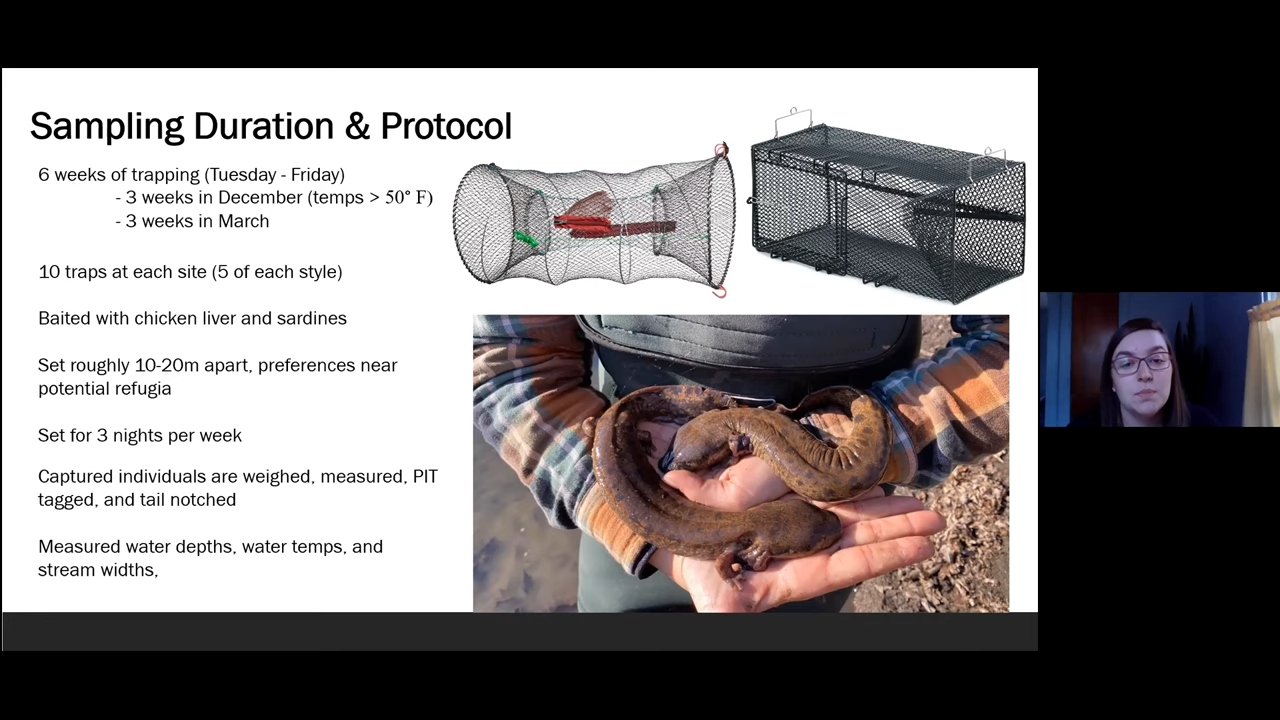 Sampling Duration & Protocol
6 weeks of trapping (Tuesday - Friday)
- 3 weeks in December (temps > 50° F)
- 3 weeks in March
10 traps at each site (5 of each style)
Baited with chicken liver and sardines
Set roughly 10-20m apart, preferences near
potential refugia
Set for 3 nights per week
Captured individuals are weighed, measured, PIT
tagged, and tail notched
Measured water depths, water temps, and
stream widths,